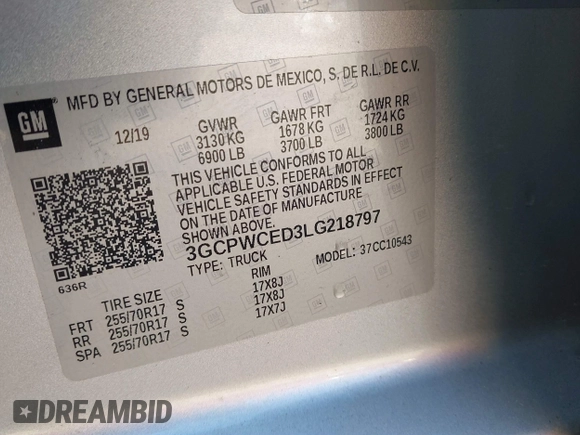 GM
MFD BY GENERAL MOTORS DE MEXICO, S. DE R.L. DE C.V.
12/19 GVWR GAWR FRT GAWR RR
3130 KG 1678 KG 1724 KG
6900 LB 3700 LB 3800 LB
THIS VEHICLE CONFORMS TO ALL
APPLICABLE U.S. FEDERAL MOTOR
VEHICLE SAFETY STANDARDS IN EFFECT
ON THE DATE OF MANUFACTURE
SHOWN ABOVE.
3GCPWCED3LG218797
TYPE: TRUCK MODEL: 37CC10543
636R
TIRE SIZE RIM
FRT 255/70R17 S 17X8J
RR 255/70R17 S 17X8J
SPA 255/70R17 S 17X7J
DREAMBID